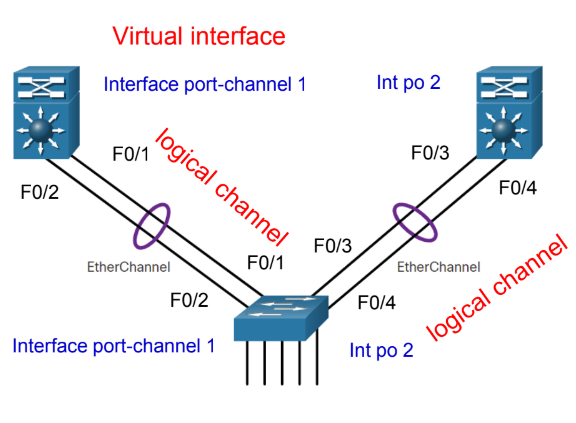 Virtual interface
Interface port-channel 1
Int po 2
F0/1
logical channel
F0/3
F0/2
F0/4
EtherChannel
F0/1
F0/3
EtherChannel
F0/2
F0/4
logical channel
Interface port-channel 1
Int po 2